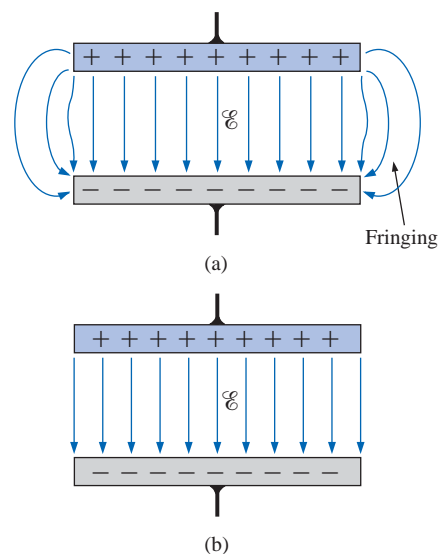 + + + + + + + + +
ℰ
− − − − − − − − −
Fringing
(a)
+ + + + + + + + +
ℰ
− − − − − − − − −
(b)